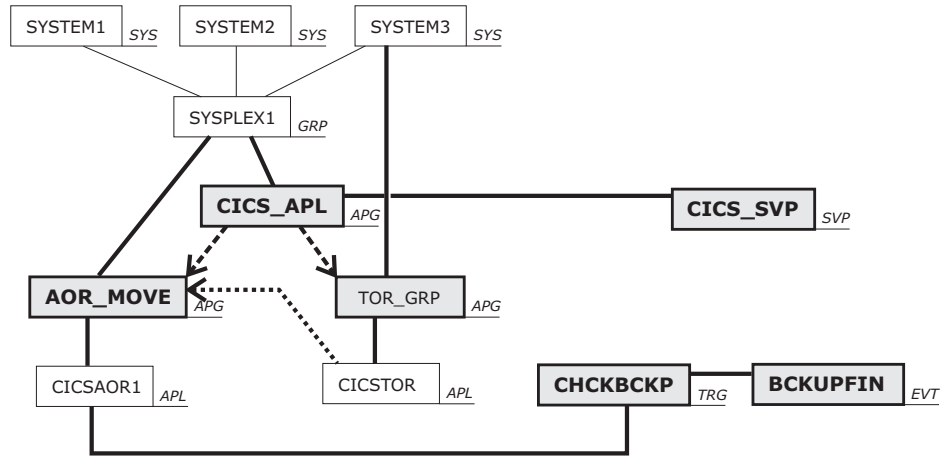 SYSTEM1 SYS SYSTEM2 SYS SYSTEM3 SYS
SYSPLEX1 GRP
CICS_APL APG CICS_SVP SVP
AOR_MOVE APG TOR_GRP APG
CICSAOR1 APL CICSTOR APL CHCKBCKP TRG BCKUPFIN EVT